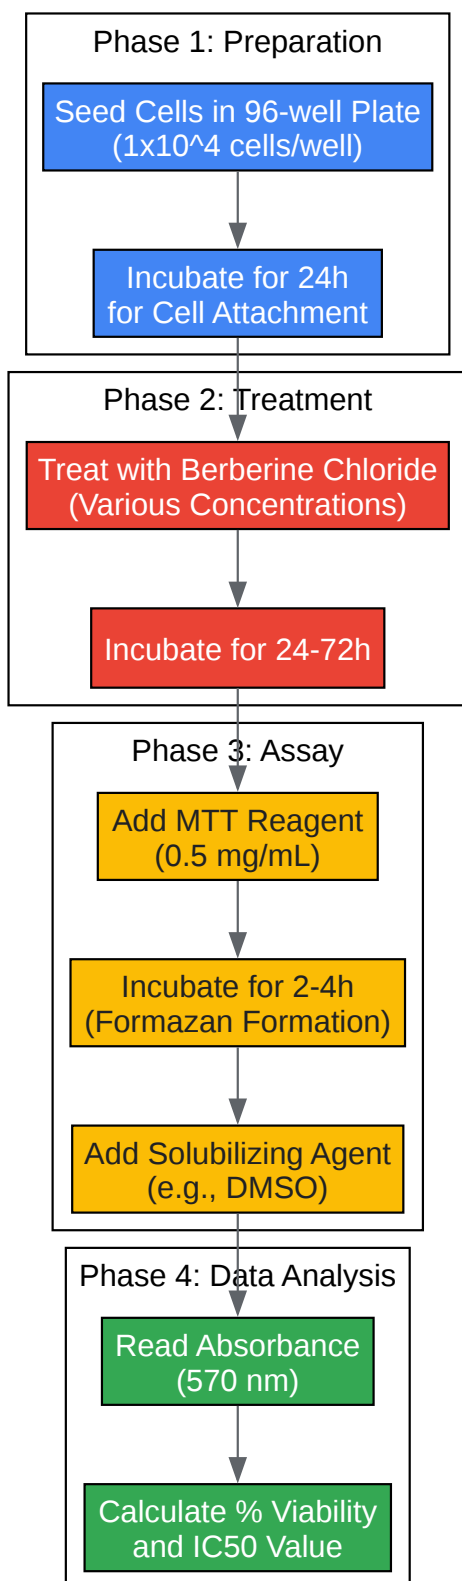 Phase 1: Preparation
Seed Cells in 96-well Plate
(1x10^4 cells/well)
Incubate for 24h
for Cell Attachment
Phase 2: Treatment
Treat with Berberine Chloride
(Various Concentrations)
Incubate for 24-72h
Phase 3: Assay
Add MTT Reagent
(0.5 mg/mL)
Incubate for 2-4h
(Formazan Formation)
Add Solubilizing Agent
(e.g., DMSO)
Phase 4: Data Analysis
Read Absorbance
(570 nm)
Calculate % Viability
and IC50 Value